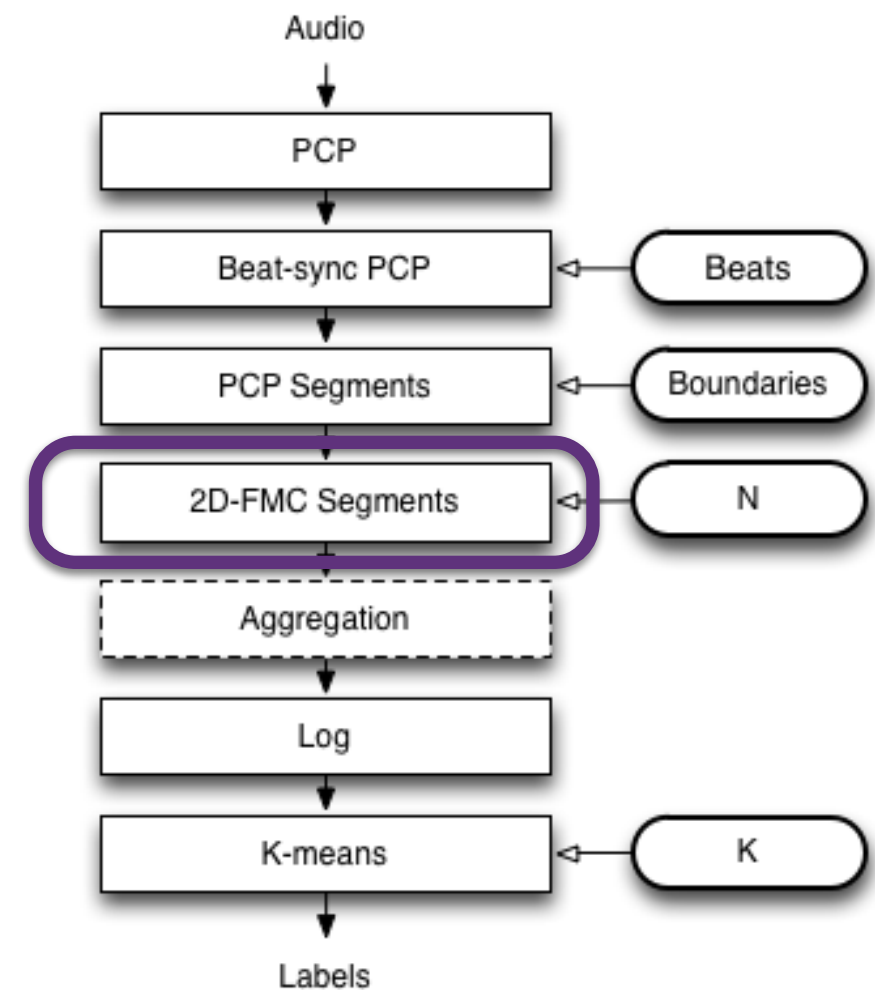 Audio
PCP
Beat-sync PCP
Beats
PCP Segments
Boundaries
2D-FMC Segments
N
Aggregation
Log
K-means
K
Labels